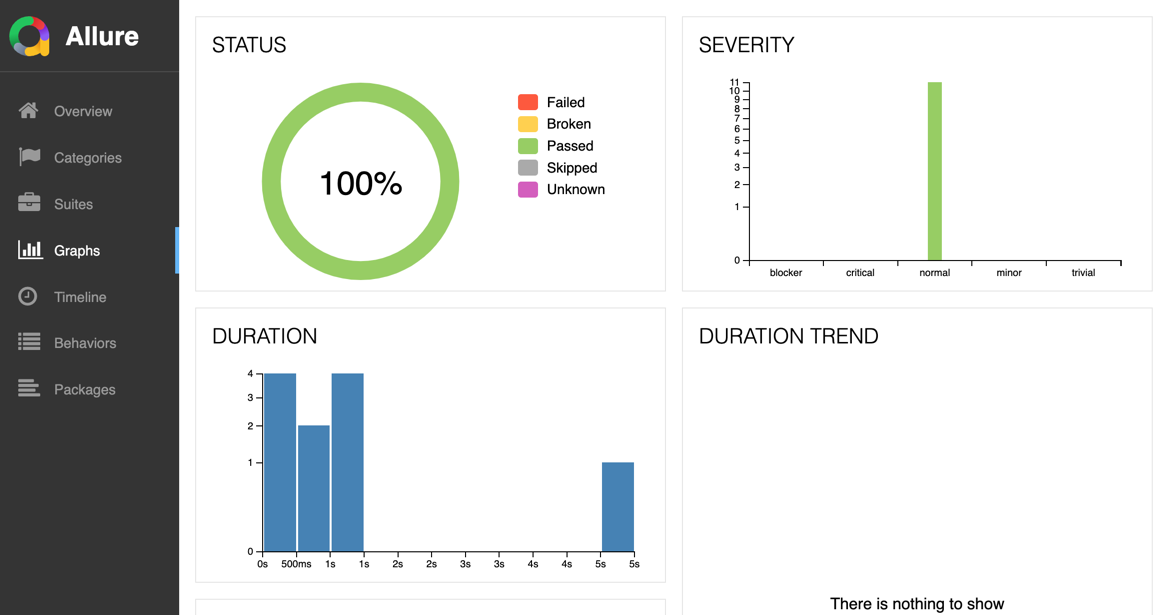 Allure
Overview
Categories
Suites
Graphs
Timeline
Behaviors
Packages
STATUS
100%
Failed
Broken
Passed
Skipped
Unknown
SEVERITY
11
10
9
8
7
6
5
4
3
2
1
0
blocker critical normal minor trivial
DURATION
4
3
2
1
0
0s 500ms 1s 1s 2s 2s 3s 3s 4s 4s 5s 5s
DURATION TREND
There is nothing to show